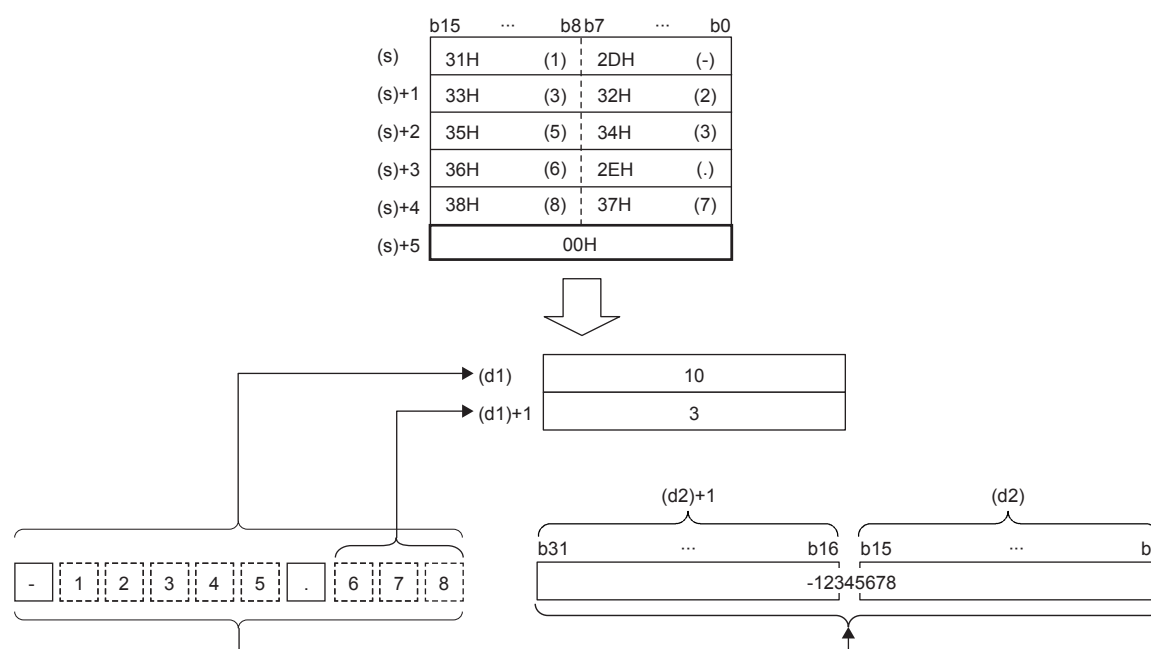 b15 ··· b8 b7 ··· b0
(s) 31H (1) 2DH (-)
(s)+1 33H (3) 32H (2)
(s)+2 35H (5) 34H (3)
(s)+3 36H (6) 2EH (.)
(s)+4 38H (8) 37H (7)
(s)+5 00H
(d1) 10
(d1)+1 3
(d2)+1 (d2)
b31 ··· b16 b15 ··· b
- 1 2 3 4 5 . 6 7 8 -12345678